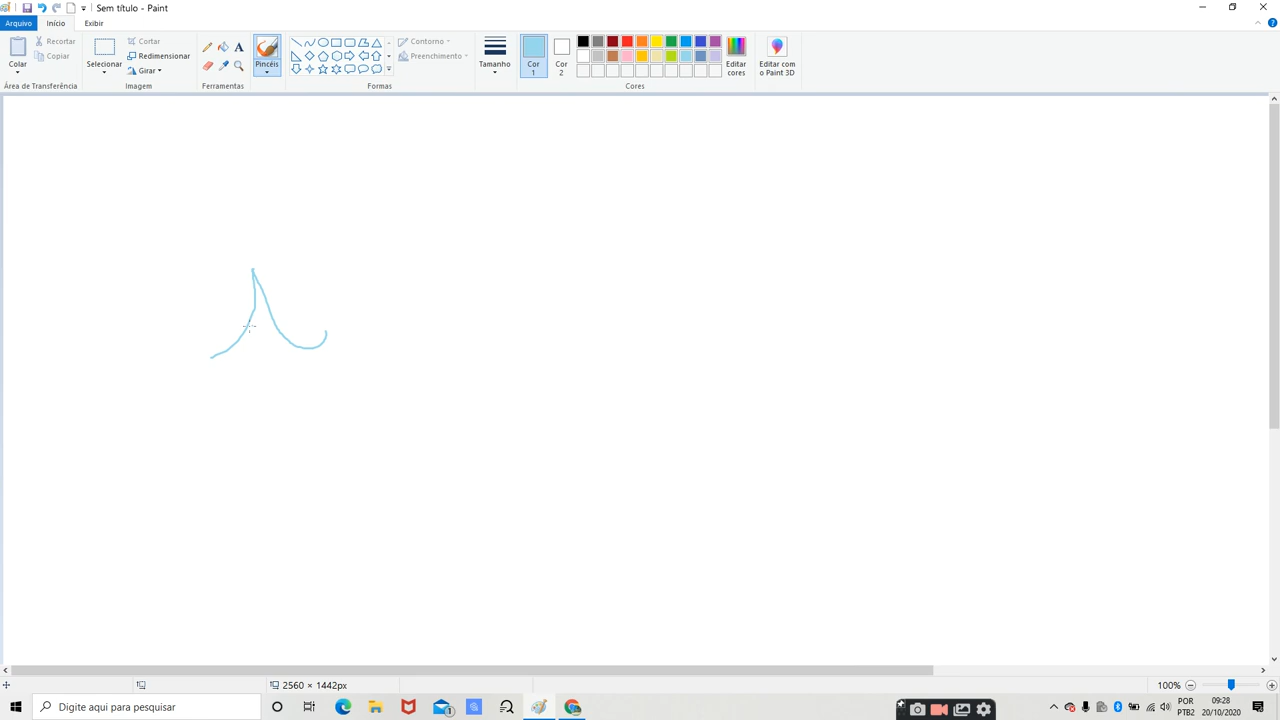 Sem título - Paint
Arquivo Início Exibir
Colar
Recortar
Copiar
Área de Transferência
Selecionar
Cortar
Redimensionar
Girar
Imagem
A
Ferramentas
Pincéis
Contorno
Preenchimento
Formas
Tamanho
Cor
1
Cor
2
Editar
cores
Cores
Editar com
o Paint 3D
2560 × 1442px
100%
Digite aqui para pesquisar
1
POR
PTB2
09:28
20/10/2020